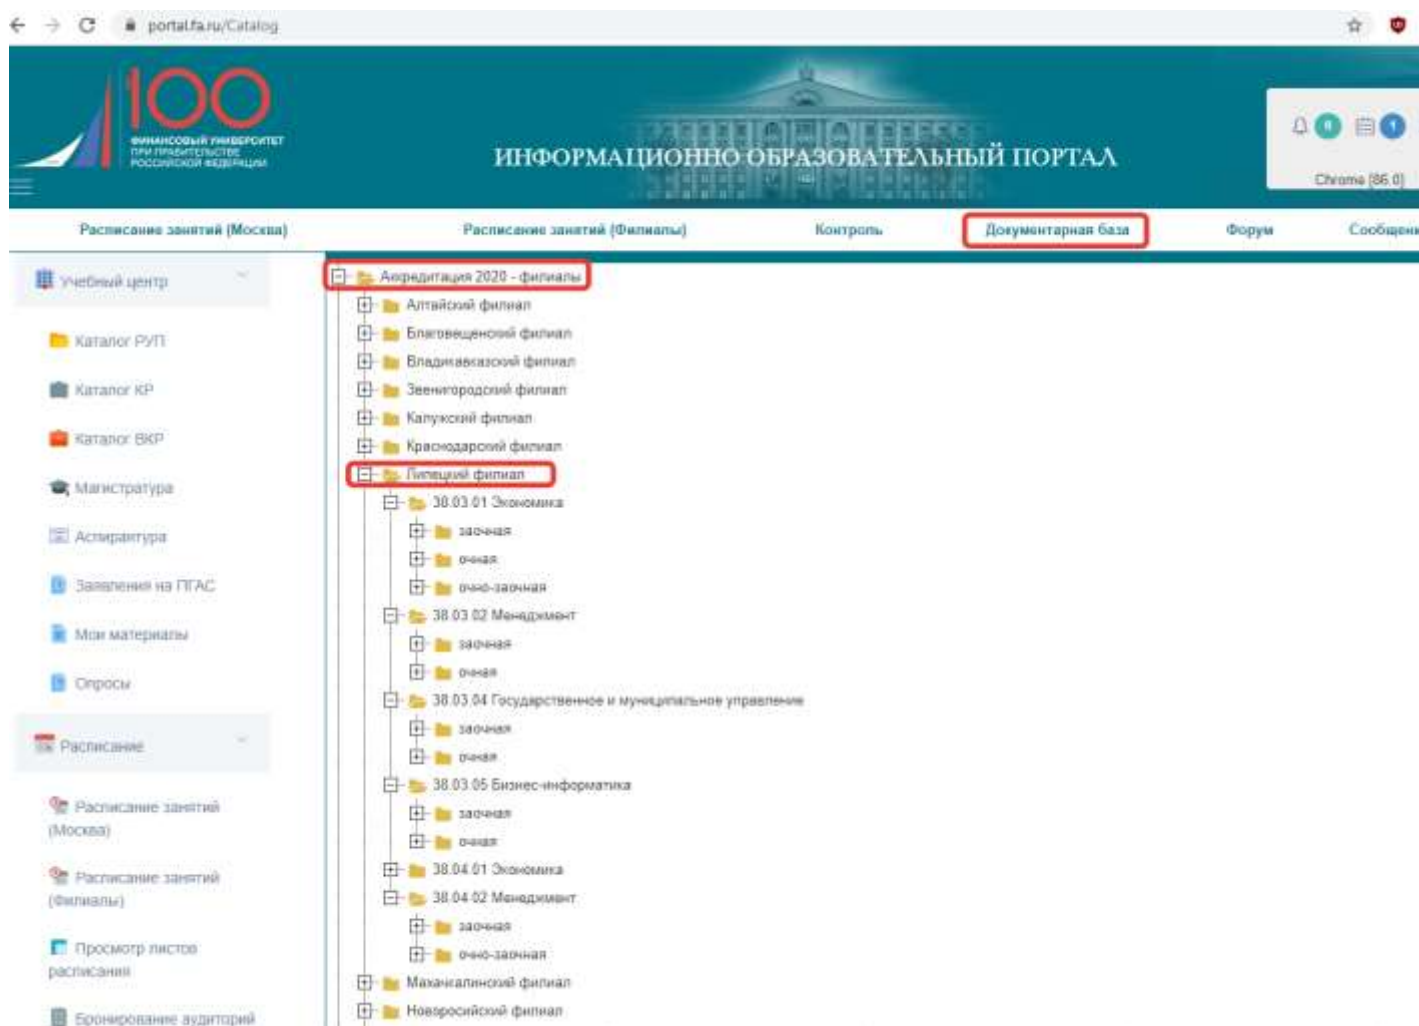 portal.fa.ru/Catalog
100
ФИНАНСОВЫЙ УНИВЕРСИТЕТ
ПРИ ПРАВИТЕЛЬСТВЕ
РОССИЙСКОЙ ФЕДЕРАЦИИ
ИНФОРМАЦИОННО ОБРАЗОВАТЕЛЬНЫЙ ПОРТАЛ
Chrome [86.0]
Расписание занятий (Москва) Расписание занятий (Филиалы) Контроль Документарная база Форум Сообщени
Учебный центр
Каталог РУП
Каталог КР
Каталог ВКР
Магистратура
Аспирантура
Заявления на ПГАС
Мои материалы
Опросы
Расписание
Расписание занятий
(Москва)
Расписание занятий
(Филиалы)
Просмотр листов
расписания
Бронирование аудиторий
Аккредитация 2020 - филиалы
Алтайский филиал
Благовещенский филиал
Владикавказский филиал
Звенигородский филиал
Калужский филиал
Краснодарский филиал
Липецкий филиал
38.03.01 Экономика
заочная
очная
очно-заочная
38.03.02 Менеджмент
заочная
очная
38.03.04 Государственное и муниципальное управление
заочная
очная
38.03.05 Бизнес-информатика
заочная
очная
38.04.01 Экономика
38.04.02 Менеджмент
заочная
очно-заочная
Махачкалинский филиал
Новоросийский филиал